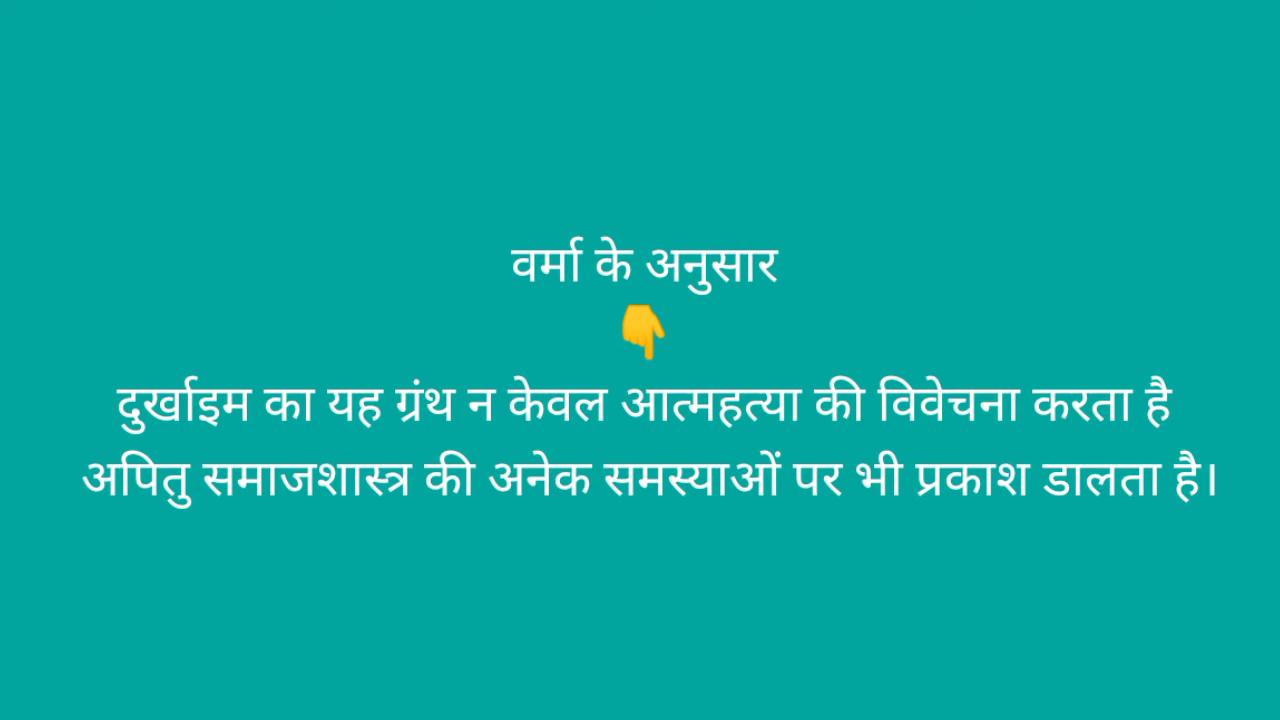 वर्मा के अनुसार
👇
दुर्खाइम का यह ग्रंथ न केवल आत्महत्या की विवेचना करता है
अपितु समाजशास्त्र की अनेक समस्याओं पर भी प्रकाश डालता है।